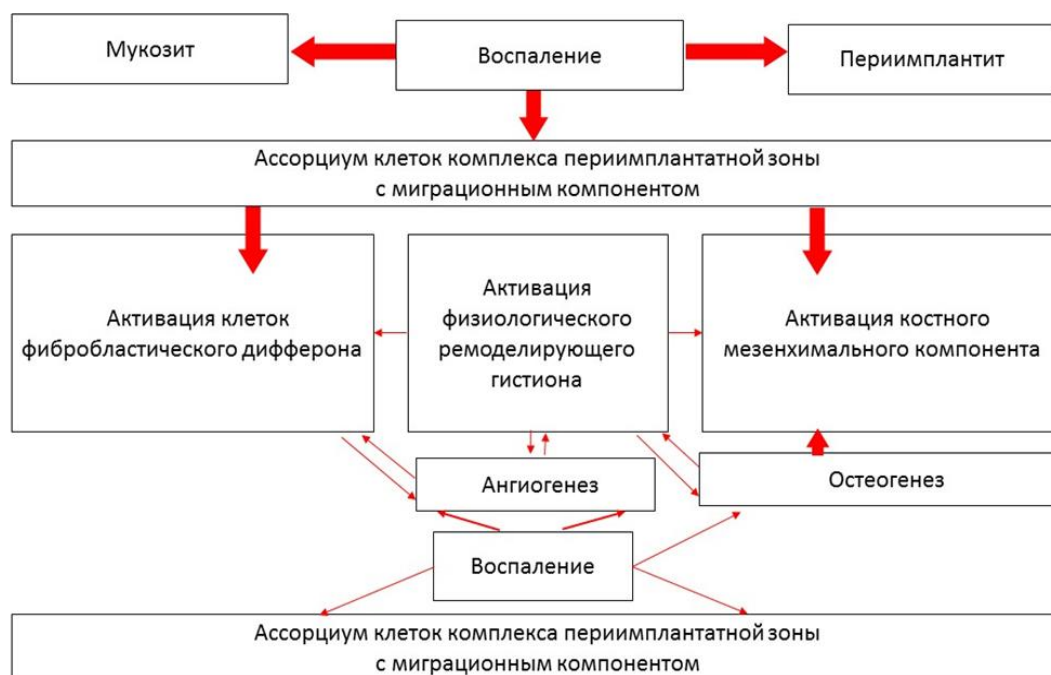 Мукозит
Воспаление
Периимплантит
Ассорциум клеток комплекса периимплантатной зоны
с миграционным компонентом
Активация клеток
фибробластического дифферона
Активация
физиологического
ремоделирующего
гистиона
Активация костного
мезенхимального компонента
Ангиогенез
Остеогенез
Воспаление
Ассорциум клеток комплекса периимплантатной зоны
с миграционным компонентом